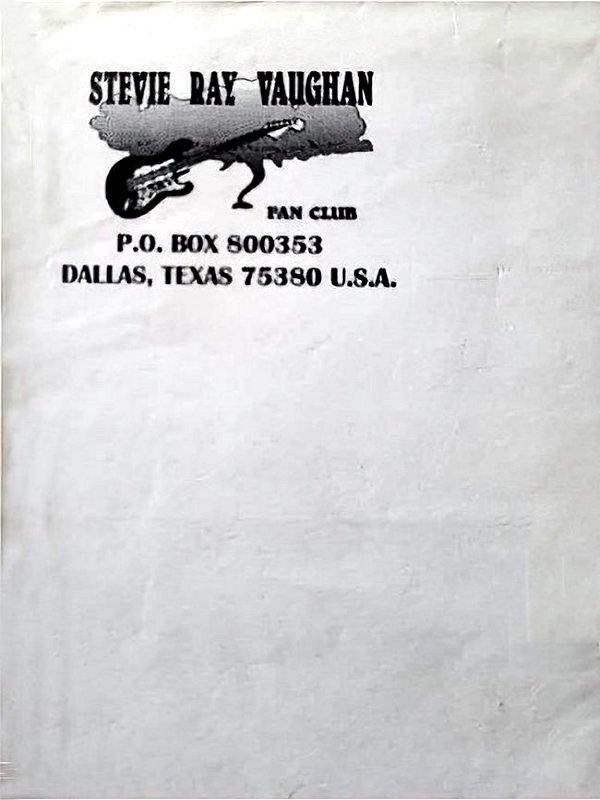 STEVIE RAY VAUGHAN
FAN CLUB
P.O. BOX 800353
DALLAS, TEXAS 75380 U.S.A.